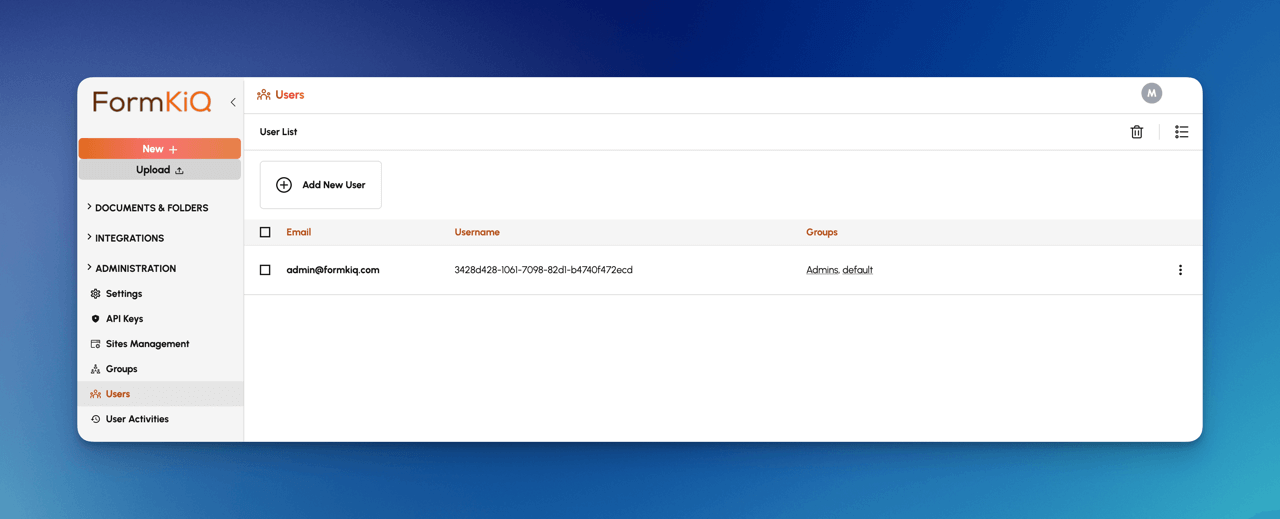 FormKiQ
New
Upload
DOCUMENTS & FOLDERS
INTEGRATIONS
ADMINISTRATION
Settings
API Keys
Sites Management
Groups
Users
User Activities
Users
M
User List
Add New User
Email Username Groups
admin@formkiq.com 3428d428-1061-7098-82d1-b4740f472ecd Admins, default